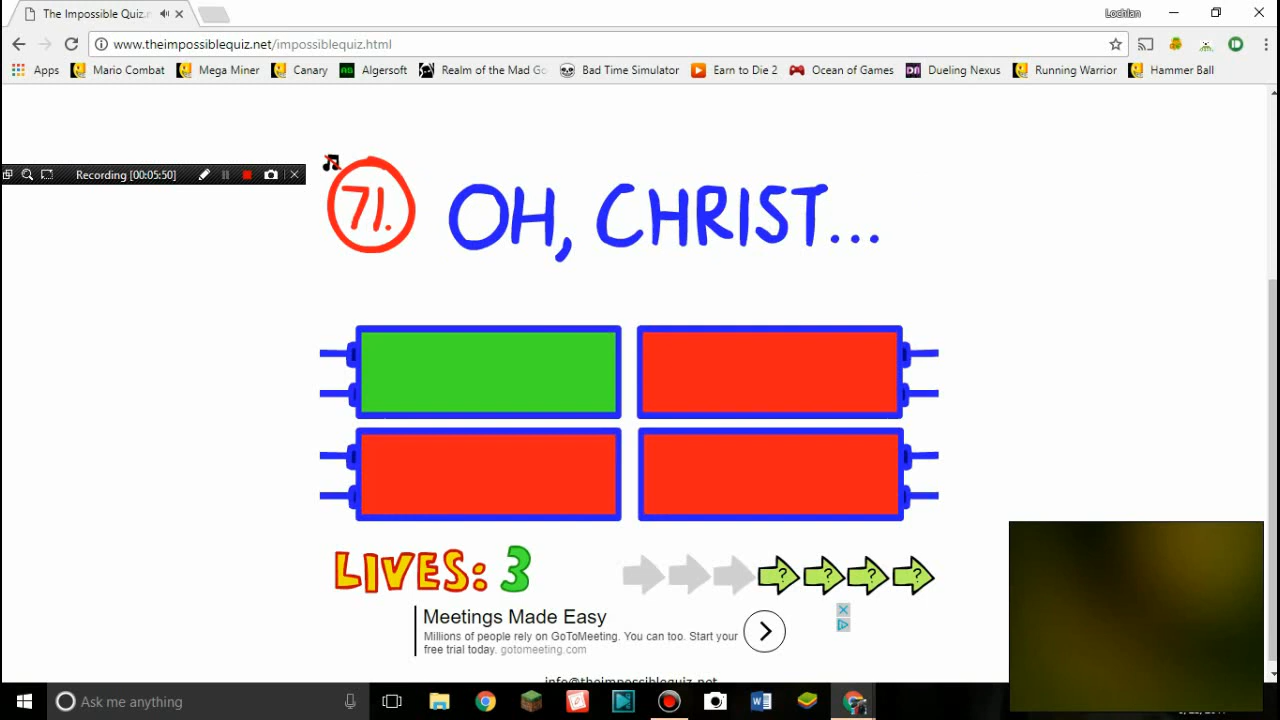 The Impossible Quiz.n
Lochlan
www.theimpossiblequiz.net/impossiblequiz.html
Apps Mario Combat Mega Miner Canary Algersoft Realm of the Mad Go Bad Time Simulator Earn to Die 2 Ocean of Games Dueling Nexus Running Warrior Hammer Ball
Recording [00:05:50]
71. OH, CHRIST...
LIVES: 3
? ? ? ?
Meetings Made Easy
Millions of people rely on GoToMeeting. You can too. Start your
free trial today. gotomeeting.com
info@theimpossiblequiz.net
Ask me anything